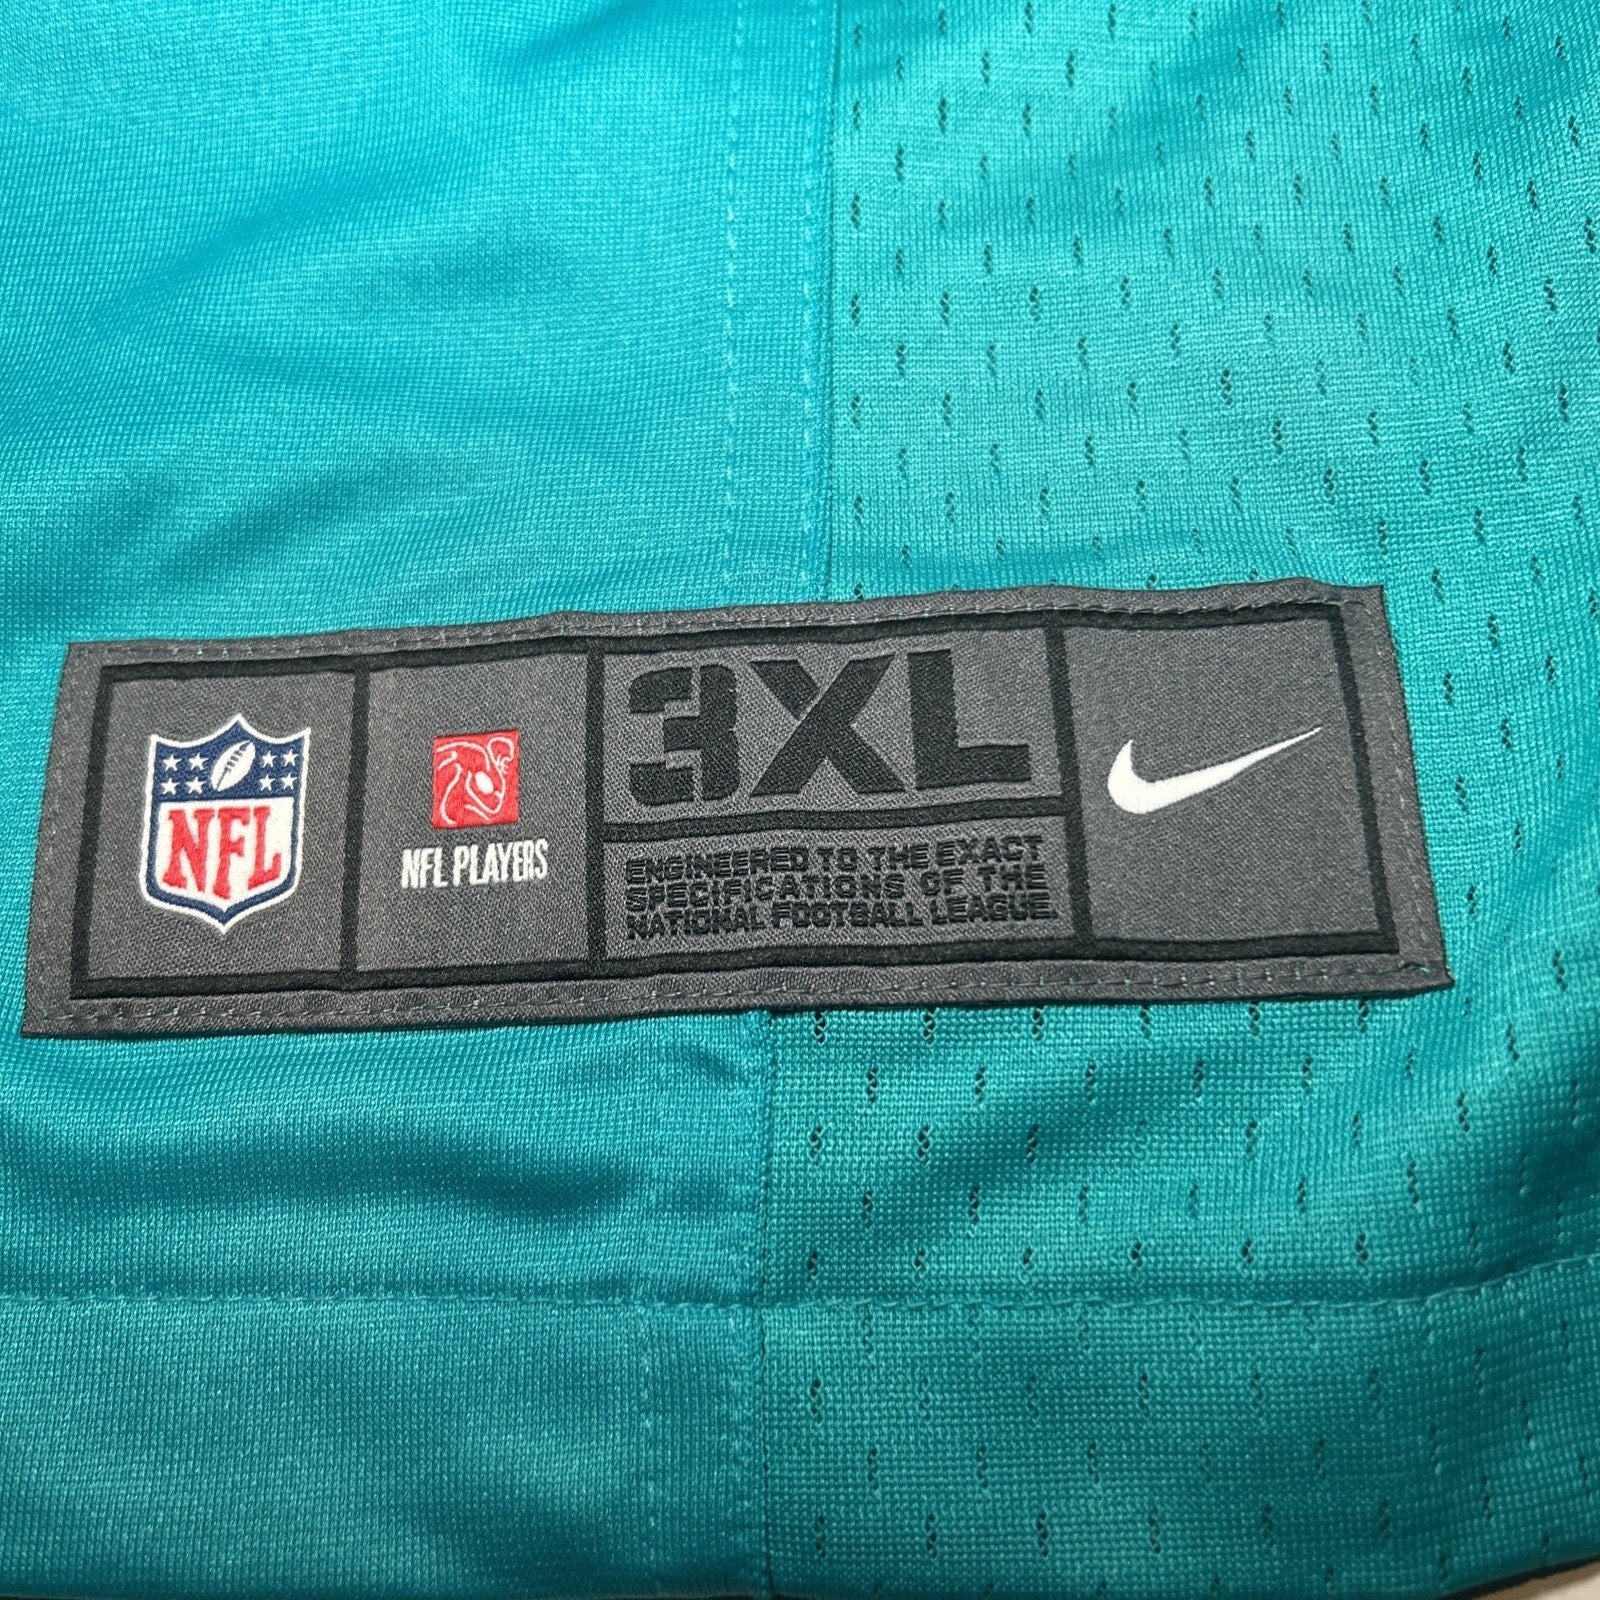 NFL
NFL PLAYERS
3XL
ENGINEERED TO THE EXACT
SPECIFICATIONS OF THE
NATIONAL FOOTBALL LEAGUE.